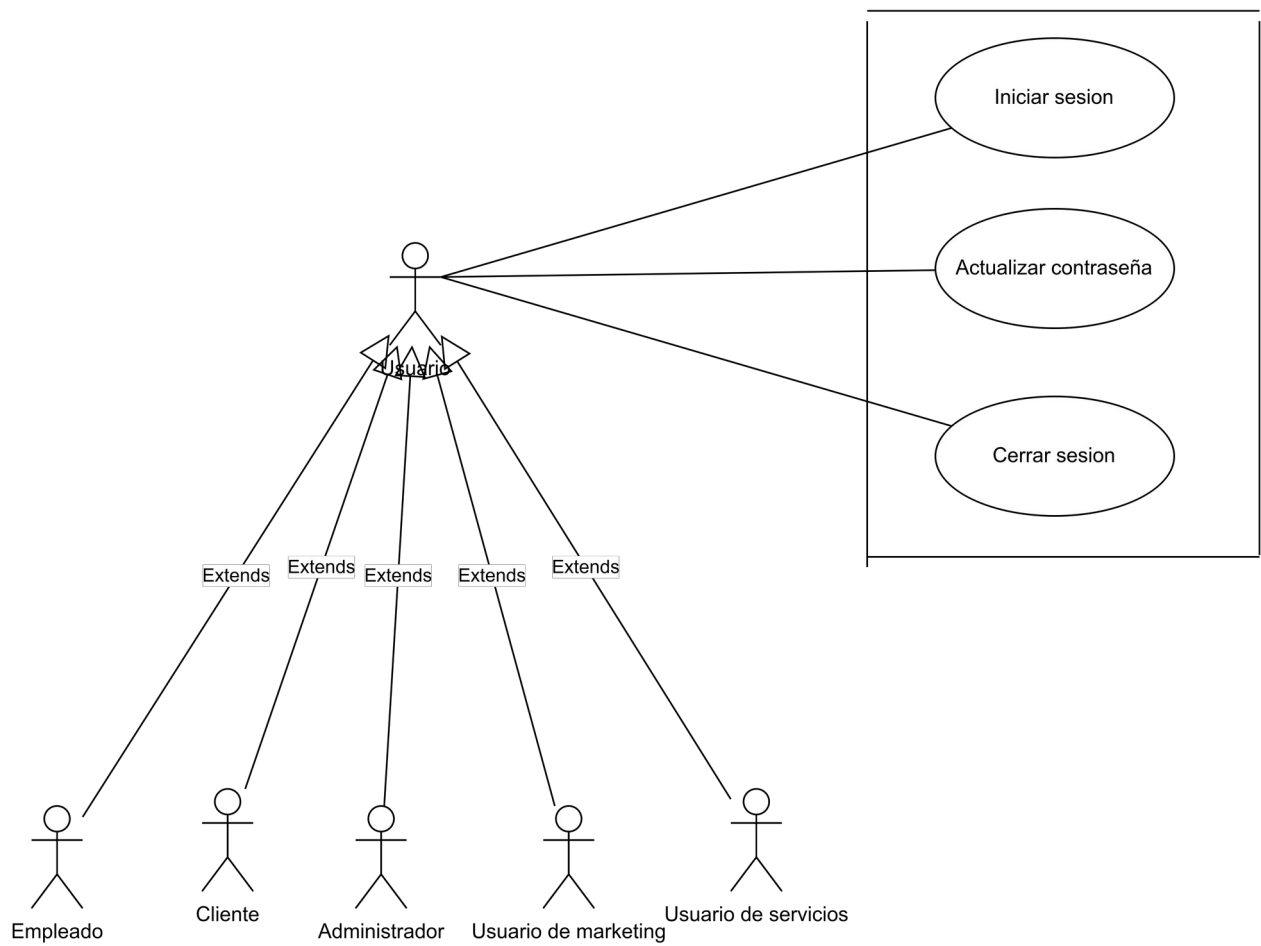 Iniciar sesion
Actualizar contraseña
Usuario
Cerrar sesion
Extends
Extends
Extends
Extends
Extends
Empleado
Cliente
Administrador
Usuario de marketing
Usuario de servicios